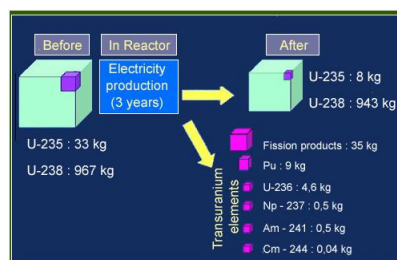 Before
In Reactor
After
Electricity
production
(3 years)
U-235 : 33 kg
U-238 : 967 kg
U-235 : 8 kg
U-238 : 943 kg
Transuranium
elements
Fission products : 35 kg
Pu : 9 kg
U-236 : 4,6 kg
Np - 237 : 0,5 kg
Am - 241 : 0,5 kg
Cm - 244 : 0,04 kg